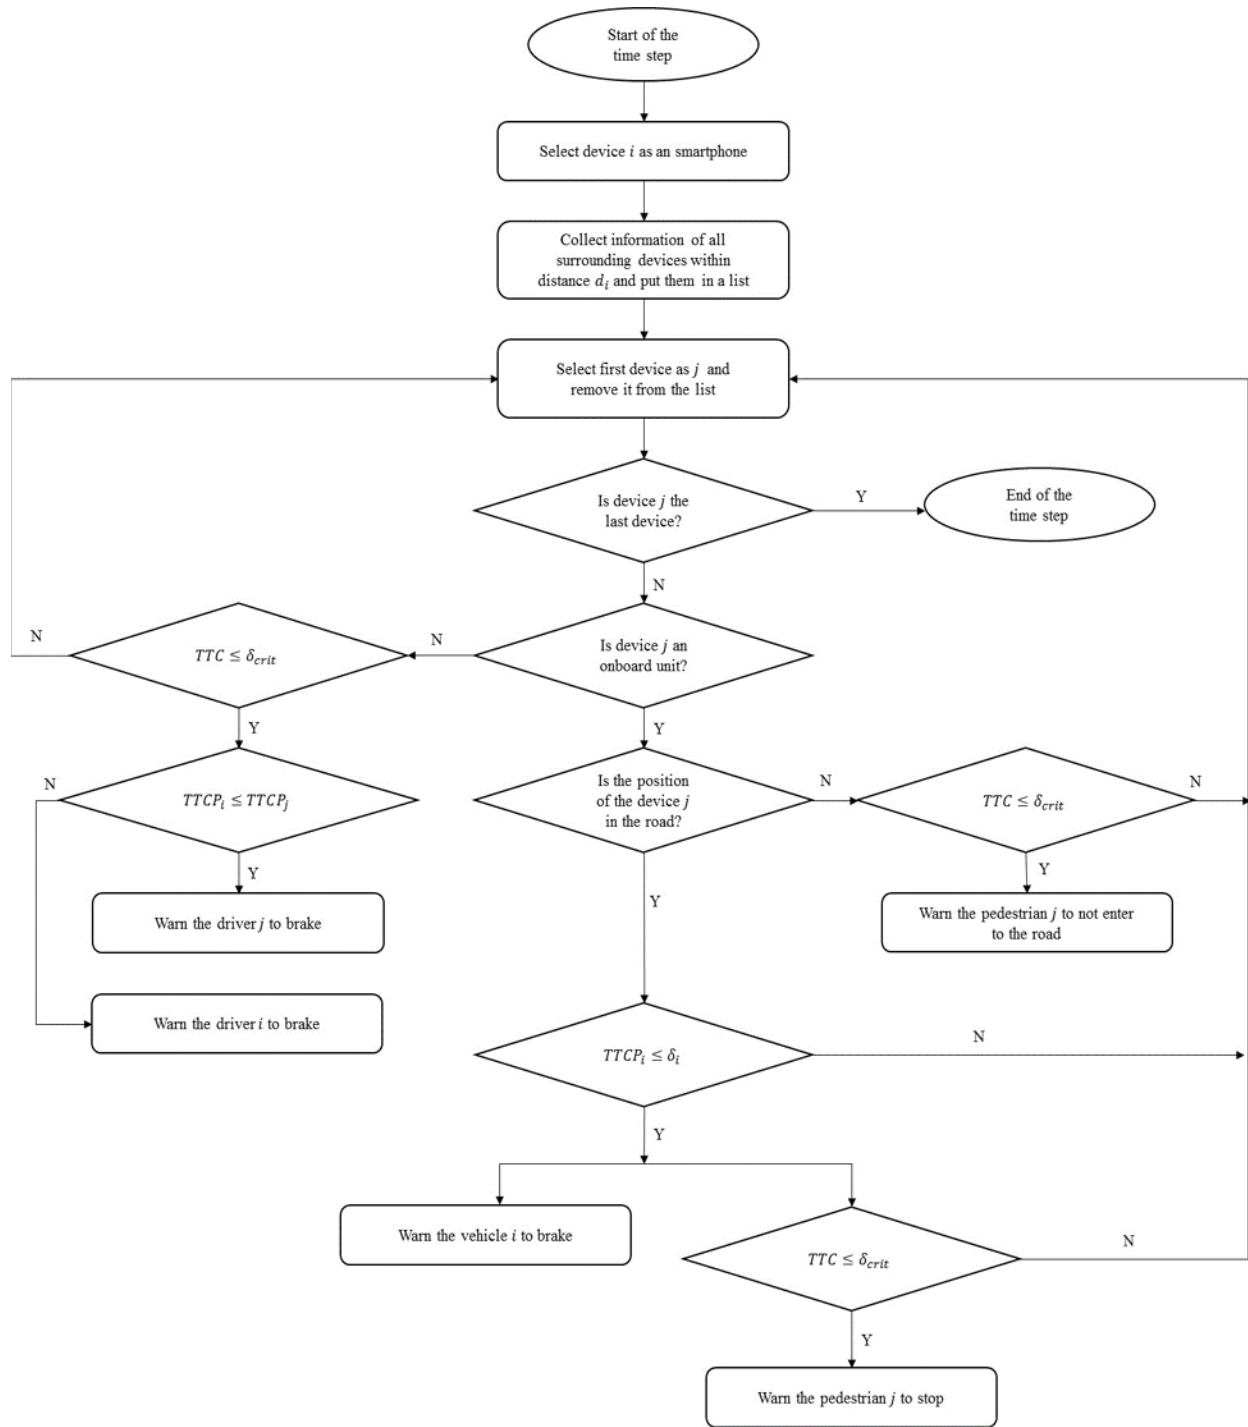 Start of the
time step
Select device i as an smartphone
Collect information of all
surrounding devices within
distance d_i and put them in a list
Select first device as j and
remove it from the list
Is device j the
last device?
Y
End of the
time step
N
N
TTC ≤ δ_crit
N
Is device j an
onboard unit?
Y
Y
N
TTCP_i ≤ TTCP_j
Is the position
of the device j
in the road?
N
TTC ≤ δ_crit
N
Y
Y
Y
Warn the driver j to brake
Warn the pedestrian j to not enter
to the road
Warn the driver i to brake
TTCP_i ≤ δ_i
N
Y
Warn the vehicle i to brake
TTC ≤ δ_crit
N
Y
Warn the pedestrian j to stop